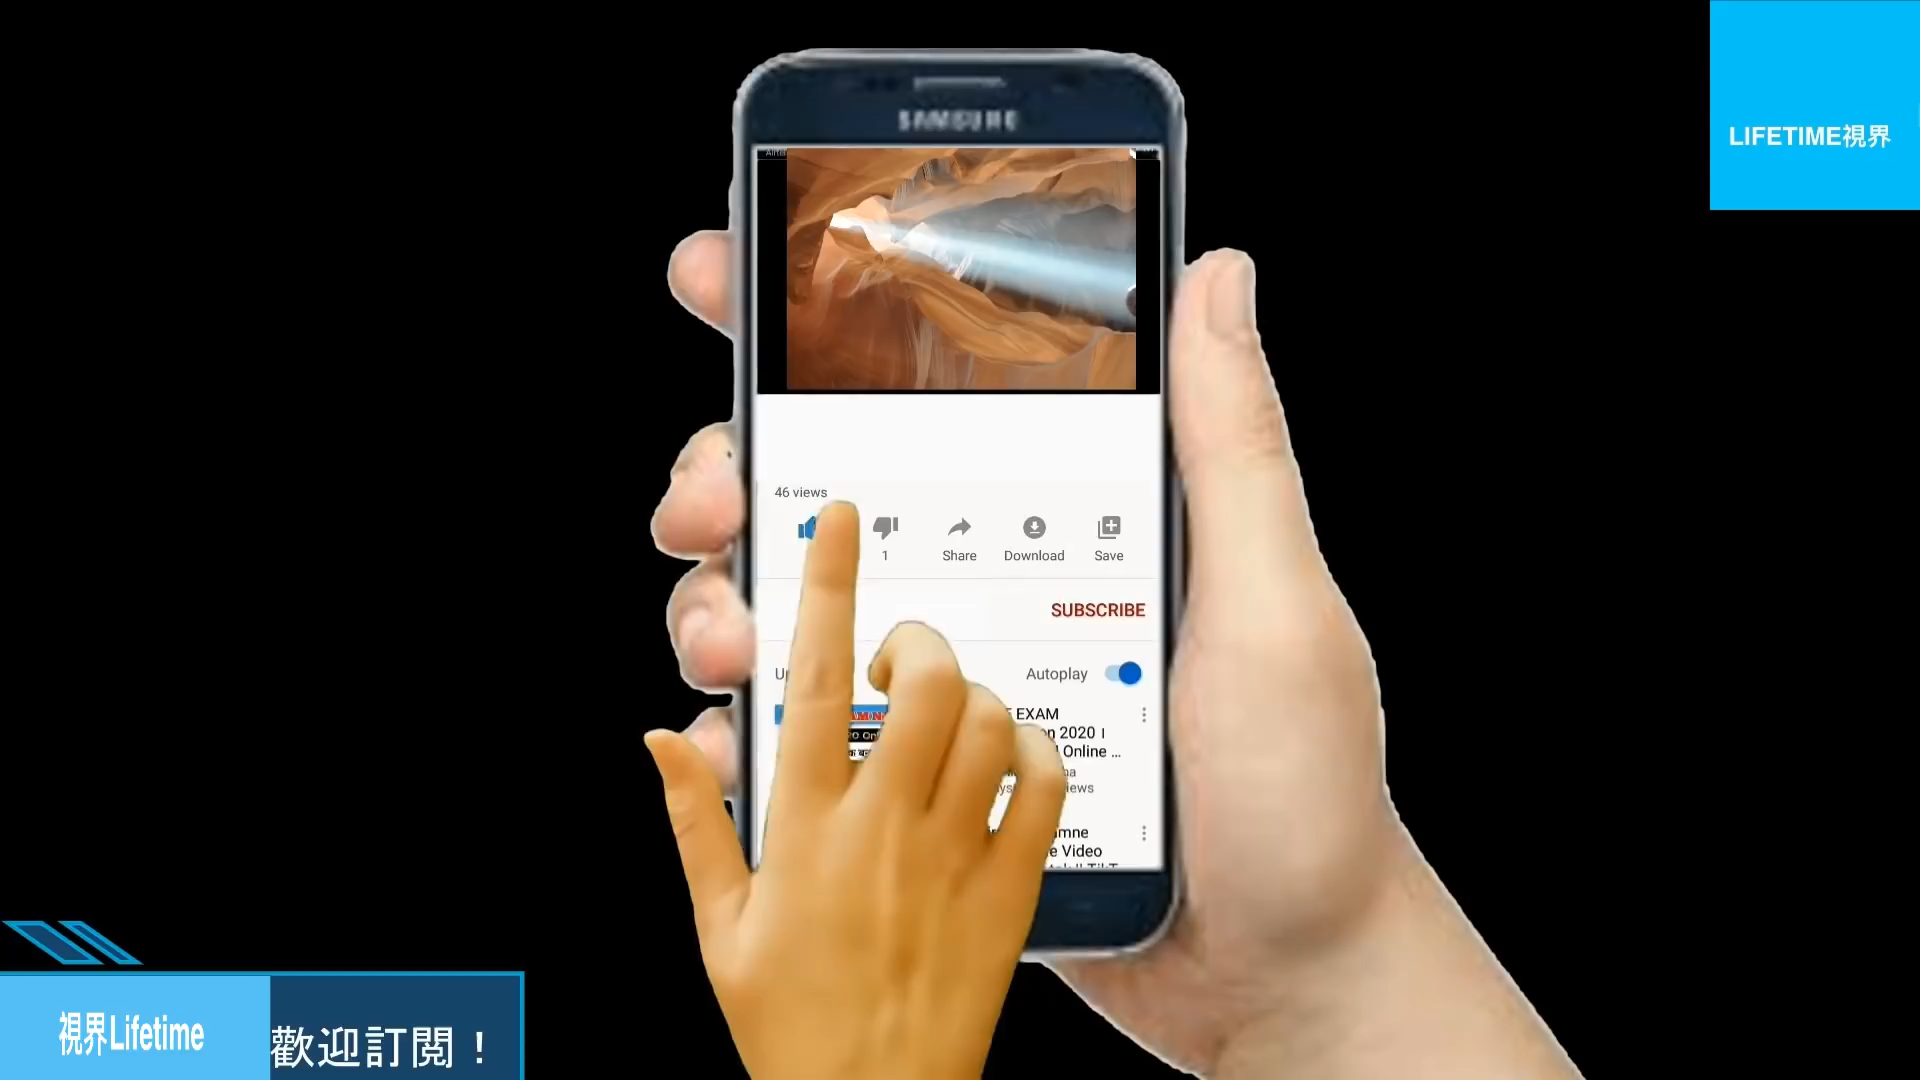 SAMSUNG
LIFETIME視界
46 views
1
Share
Download
Save
SUBSCRIBE
Autoplay
EXAM
2020 ।
Online ...
Video
視界Lifetime
歡迎訂閱！